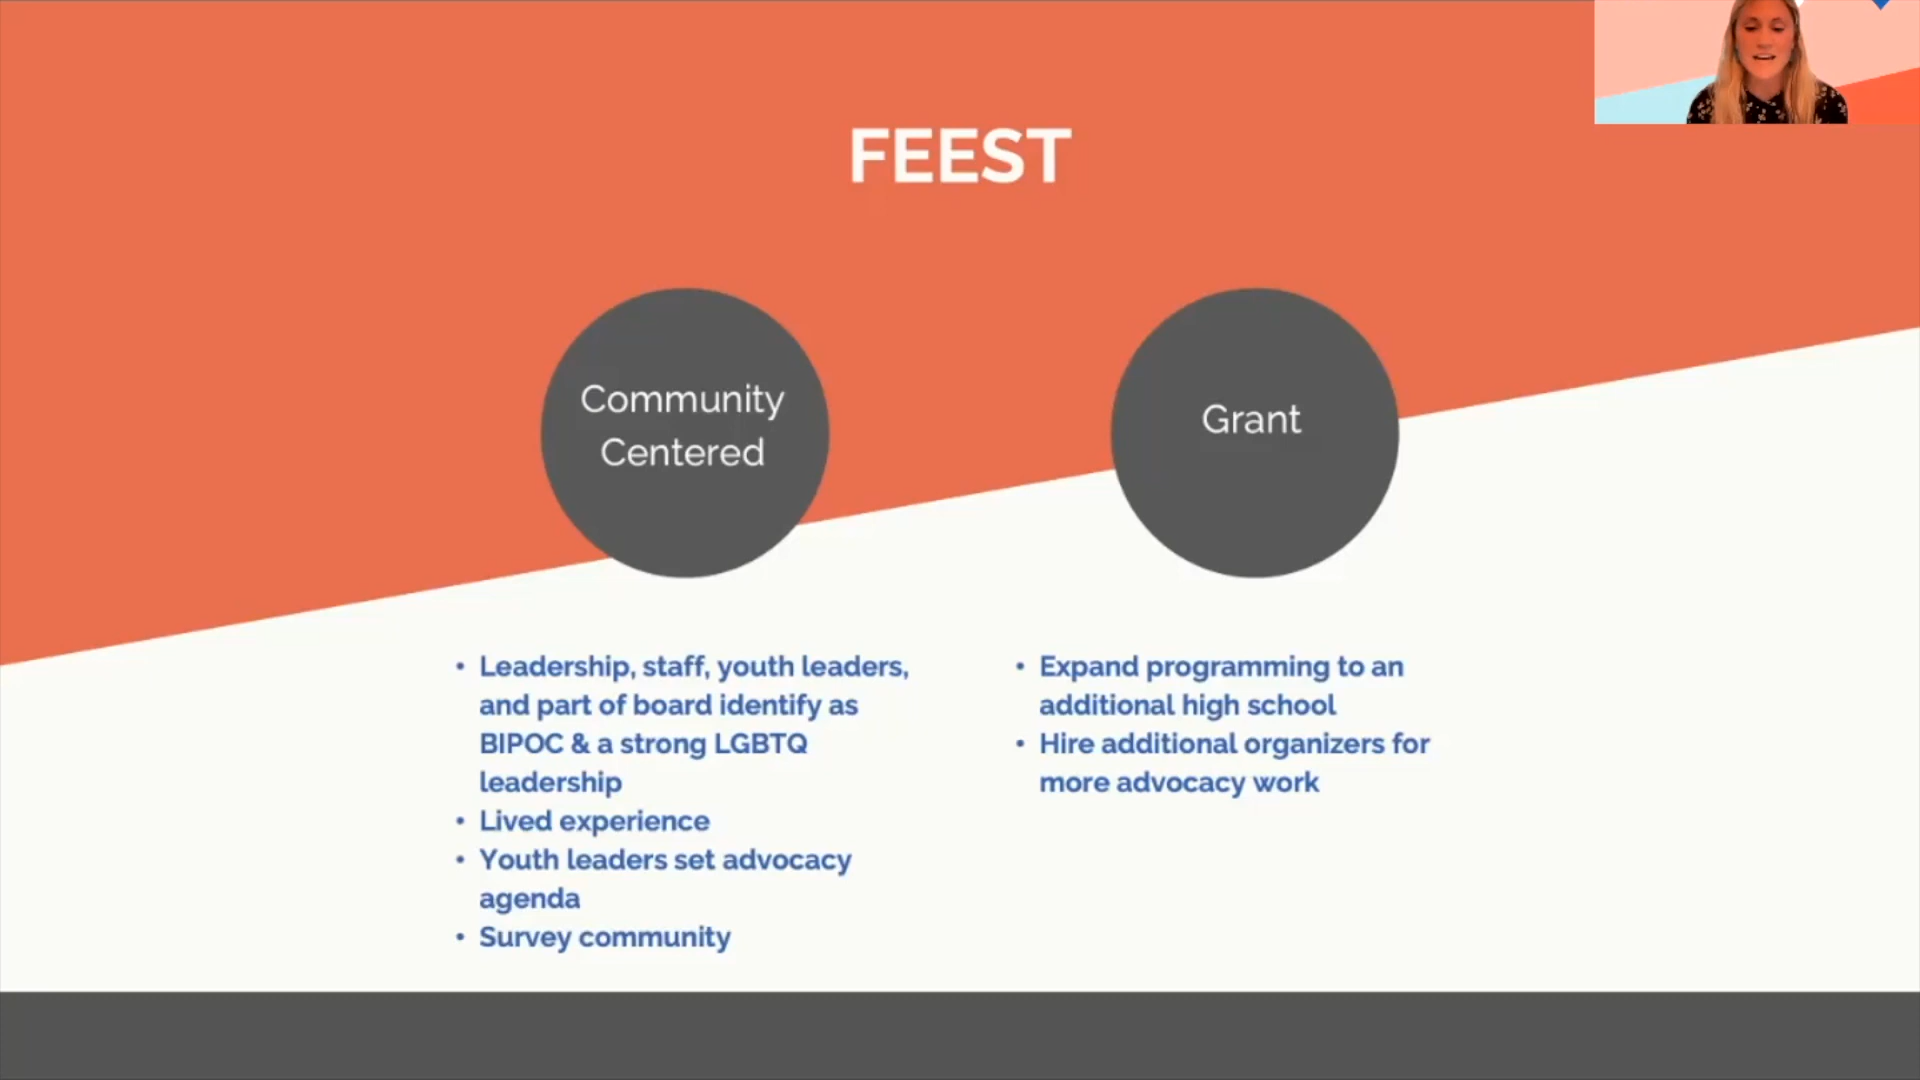 FEEST
Community
Centered
Grant
• Leadership, staff, youth leaders,
and part of board identify as
BIPOC & a strong LGBTQ
leadership
• Lived experience
• Youth leaders set advocacy
agenda
• Survey community
• Expand programming to an
additional high school
• Hire additional organizers for
more advocacy work